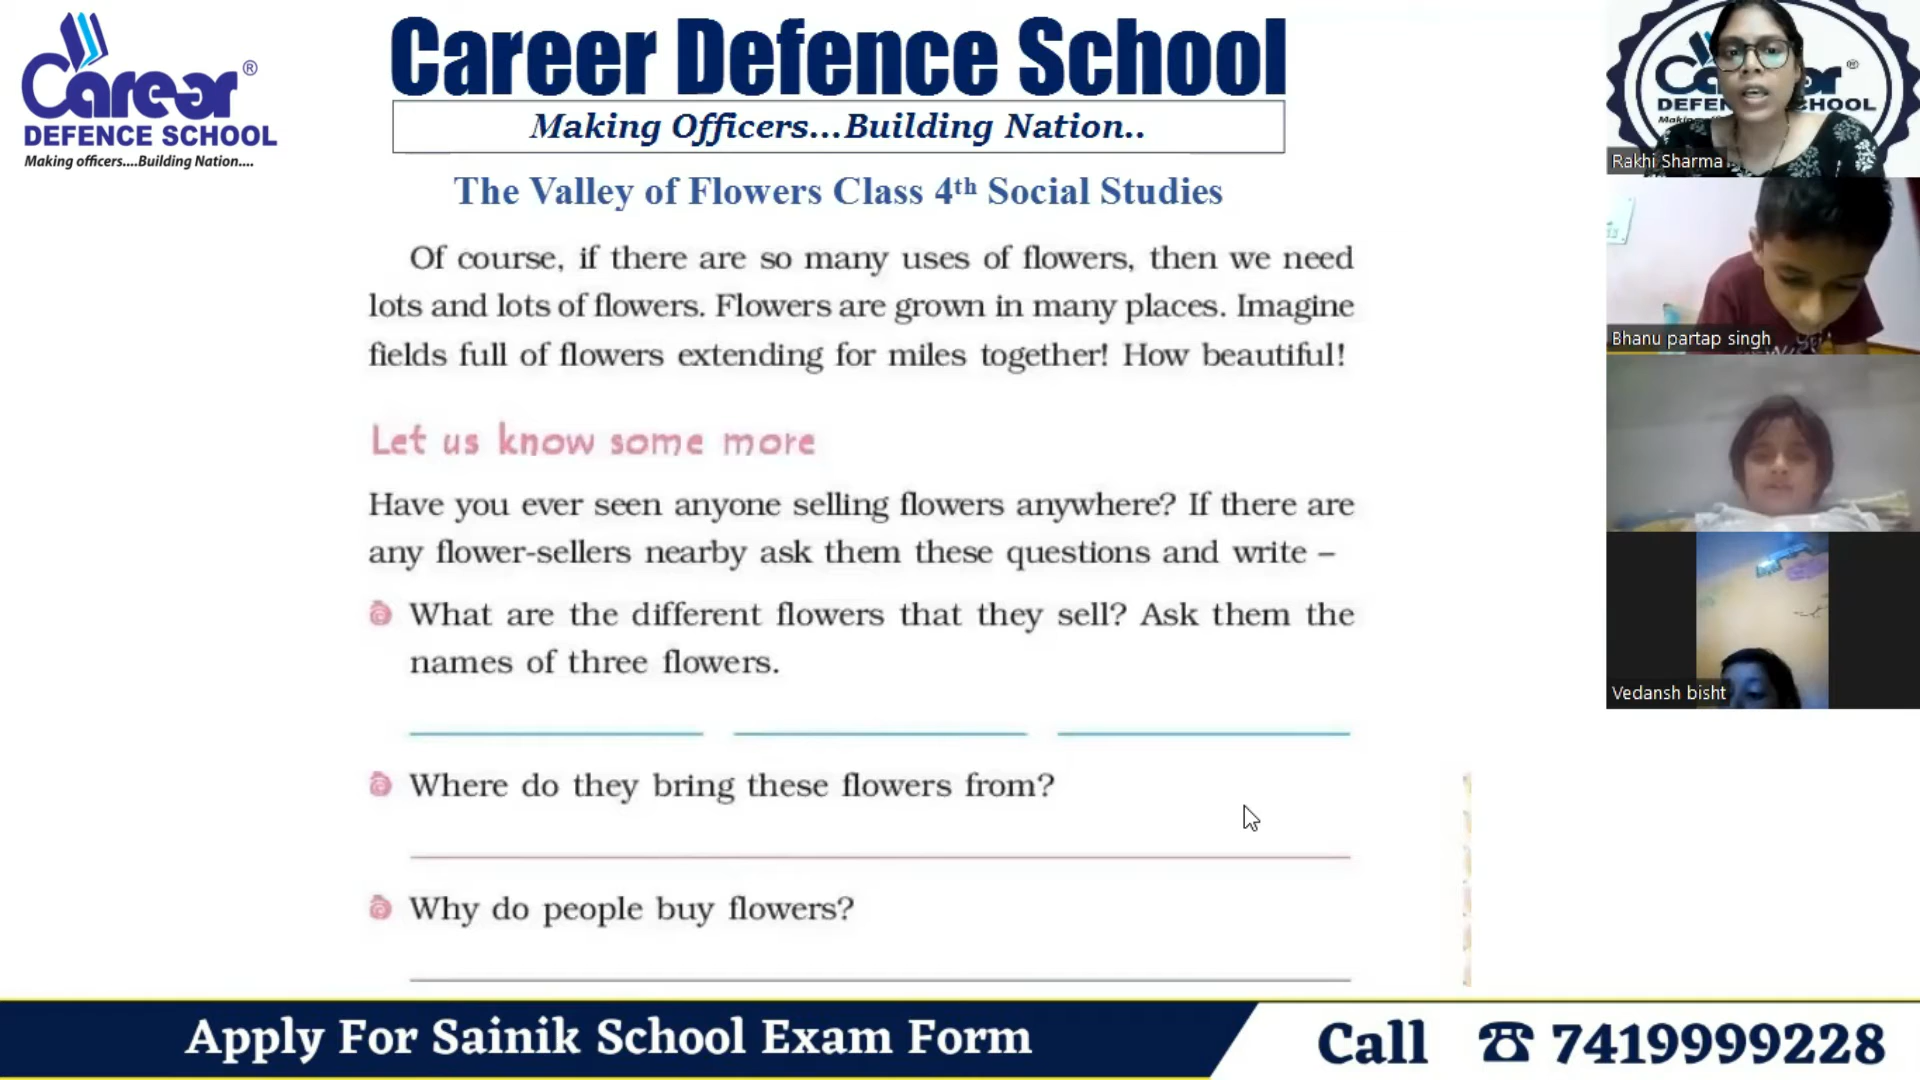 Carear®
DEFENCE SCHOOL
Making officers....Building Nation....
Career Defence School
Making Officers...Building Nation..
The Valley of Flowers Class 4th Social Studies
Of course, if there are so many uses of flowers, then we need
lots and lots of flowers. Flowers are grown in many places. Imagine
fields full of flowers extending for miles together! How beautiful!
Let us know some more
Have you ever seen anyone selling flowers anywhere? If there are
any flower-sellers nearby ask them these questions and write –
What are the different flowers that they sell? Ask them the
names of three flowers.
Where do they bring these flowers from?
Why do people buy flowers?
Apply For Sainik School Exam Form
Call ☎ 7419999228
Rakhi Sharma
Bhanu partap singh
Vedansh bisht